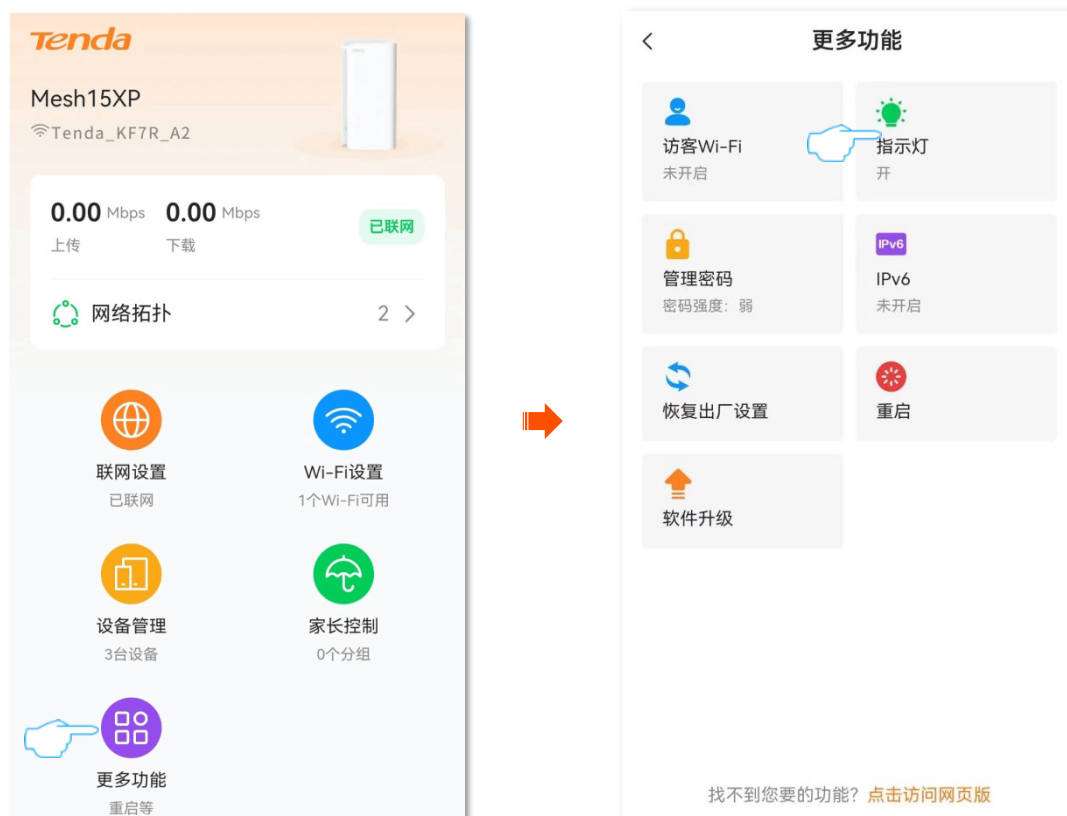 Tenda
Mesh15XP
Tenda_KF7R_A2
0.00 Mbps 0.00 Mbps
上传 下载
已联网
网络拓扑 2
联网设置
已联网
Wi-Fi设置
1个Wi-Fi可用
设备管理
3台设备
家长控制
0个分组
更多功能
重启等
更多功能
访客Wi-Fi
未开启
指示灯
开
管理密码
密码强度：弱
IPv6
IPv6
未开启
恢复出厂设置
重启
软件升级
找不到您要的功能？点击访问网页版